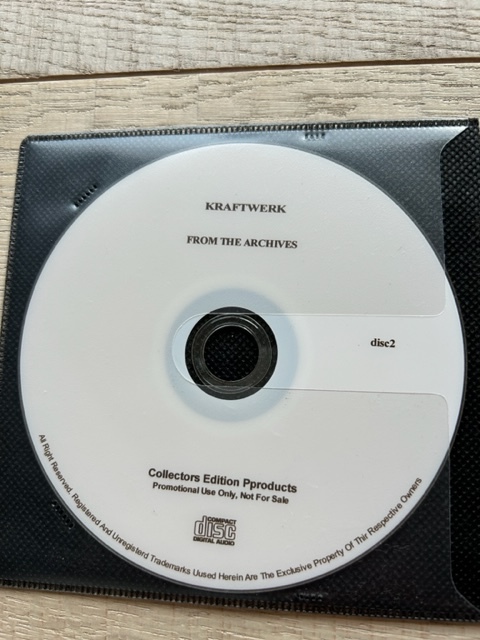 KRAFTWERK
FROM THE ARCHIVES
disc2
Collectors Edition Pproducts
Promotional Use Only, Not For Sale
COMPACT
disc
DIGITAL AUDIO
All Right Reserved. Registered And Unregisterd Trademarks Uused Herein Are The Exclusive Property Of Thir Respective Owners